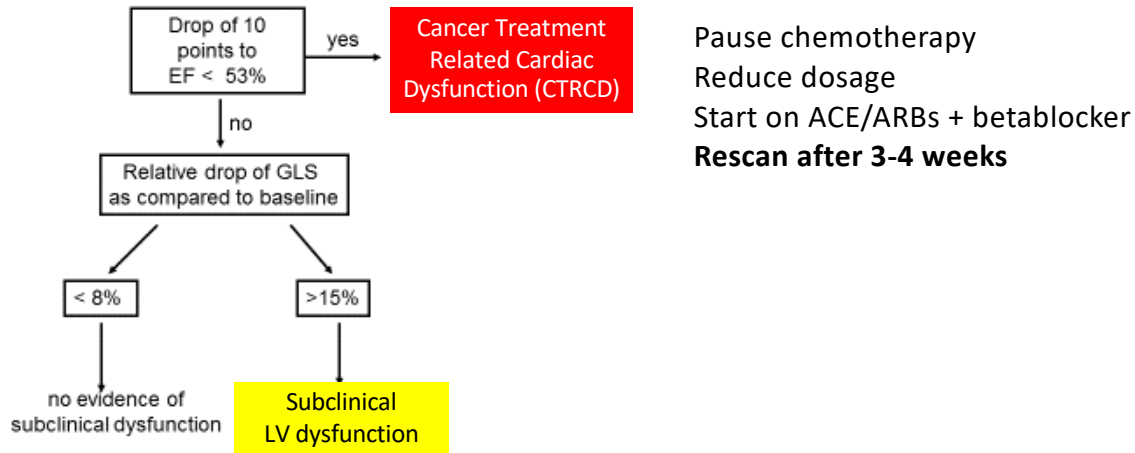 Drop of 10
points to
EF < 53%
yes
Cancer Treatment
Related Cardiac
Dysfunction (CTRCD)
Pause chemotherapy
Reduce dosage
Start on ACE/ARBs + betablocker
Rescan after 3-4 weeks
no
Relative drop of GLS
as compared to baseline
< 8%
>15%
no evidence of
subclinical dysfunction
Subclinical
LV dysfunction